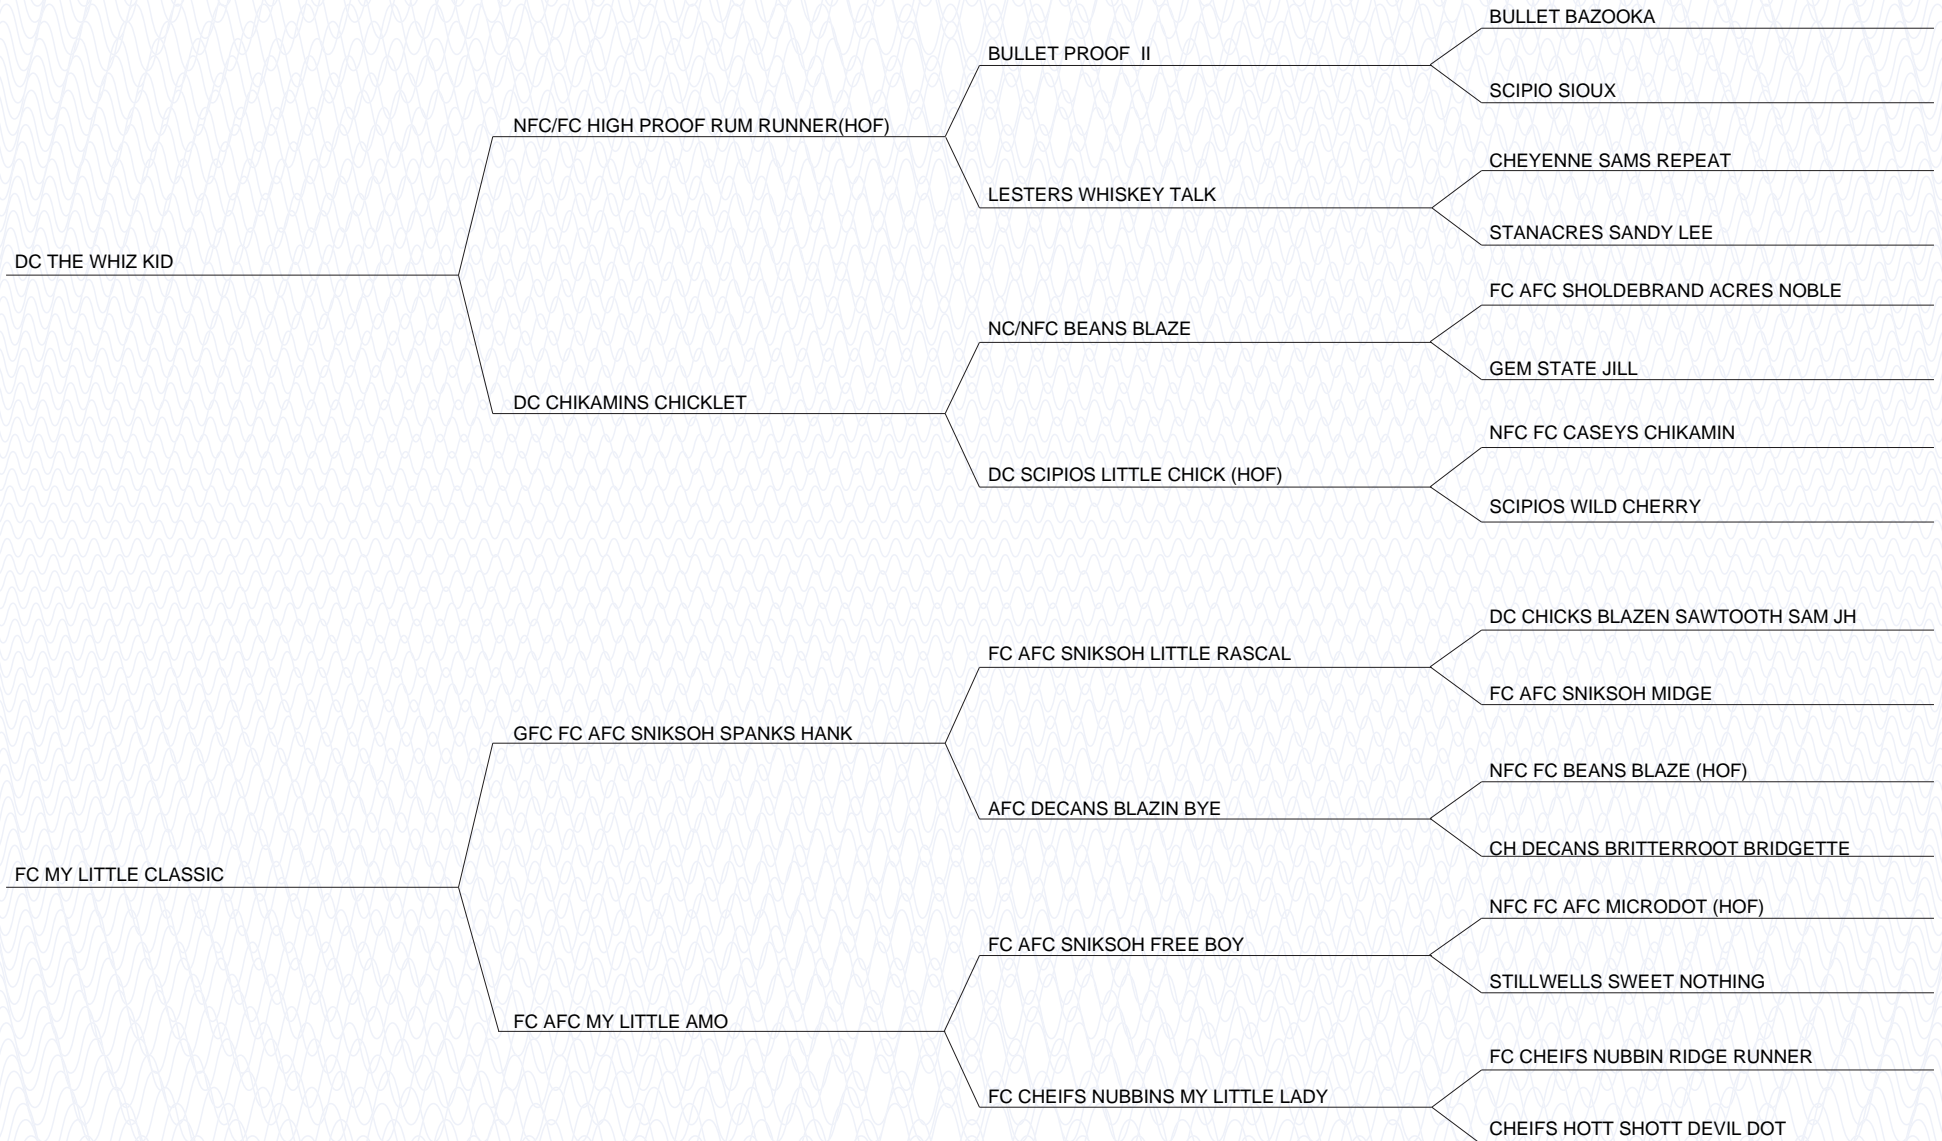 BULLET BAZOOKA
BULLET PROOF  II
SCIPIO SIOUX
NFC/FC HIGH PROOF RUM RUNNER(HOF)
CHEYENNE SAMS REPEAT
LESTERS WHISKEY TALK
STANACRES SANDY LEE
DC THE WHIZ KID
FC AFC SHOLDEBRAND ACRES NOBLE
NC/NFC BEANS BLAZE
GEM STATE JILL
DC CHIKAMINS CHICKLET
NFC FC CASEYS CHIKAMIN
DC SCIPIOS LITTLE CHICK (HOF)
SCIPIOS WILD CHERRY
DC CHICKS BLAZEN SAWTOOTH SAM JH
FC AFC SNIKSOH LITTLE RASCAL
FC AFC SNIKSOH MIDGE
GFC FC AFC SNIKSOH SPANKS HANK
NFC FC BEANS BLAZE (HOF)
AFC DECANS BLAZIN BYE
CH DECANS BRITTERROOT BRIDGETTE
FC MY LITTLE CLASSIC
NFC FC AFC MICRODOT (HOF)
FC AFC SNIKSOH FREE BOY
STILLWELLS SWEET NOTHING
FC AFC MY LITTLE AMO
FC CHEIFS NUBBIN RIDGE RUNNER
FC CHEIFS NUBBINS MY LITTLE LADY
CHEIFS HOTT SHOTT DEVIL DOT